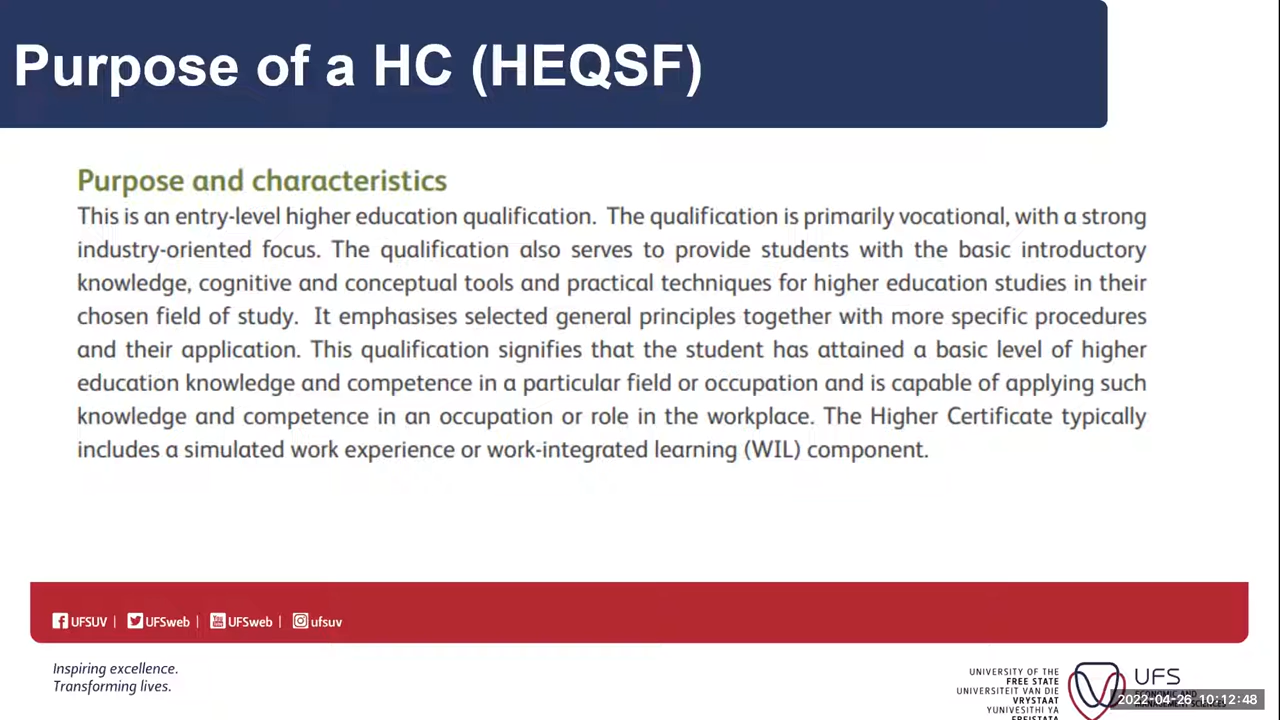 Purpose of a HC (HEQSF)
Purpose and characteristics
This is an entry-level higher education qualification. The qualification is primarily vocational, with a strong
industry-oriented focus. The qualification also serves to provide students with the basic introductory
knowledge, cognitive and conceptual tools and practical techniques for higher education studies in their
chosen field of study. It emphasises selected general principles together with more specific procedures
and their application. This qualification signifies that the student has attained a basic level of higher
education knowledge and competence in a particular field or occupation and is capable of applying such
knowledge and competence in an occupation or role in the workplace. The Higher Certificate typically
includes a simulated work experience or work-integrated learning (WIL) component.
UFSUV | UFSweb | UFSweb | ufsuv
Inspiring excellence.
Transforming lives.
UNIVERSITY OF THE
FREE STATE
UNIVERSITEIT VAN DIE
VRYSTAAT
YUNIVESITHI YA
FREISTATA
UFS
ECONOMIC AND
MANAGEMENT SCIENCES
2022-04-26 10:12:48